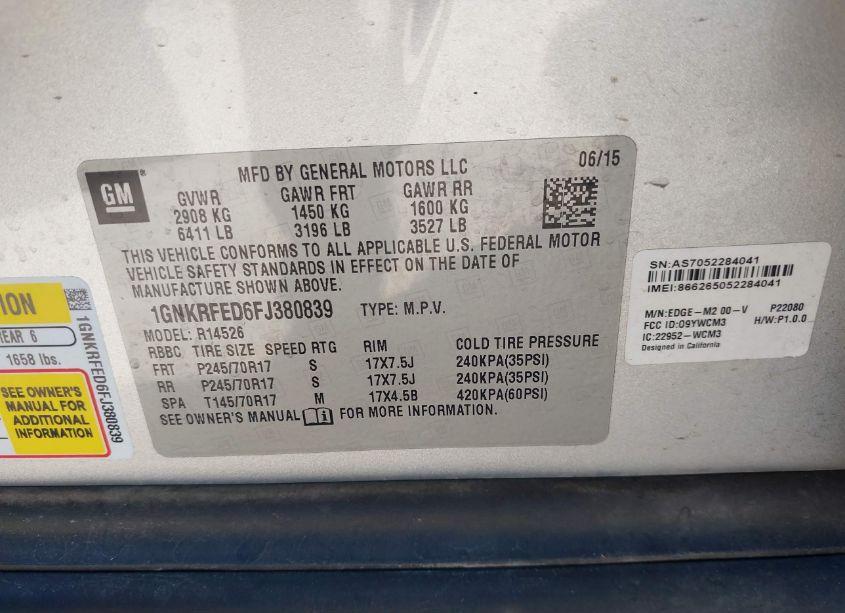 GM
®
MFD BY GENERAL MOTORS LLC
06/15
GVWR GAWR FRT GAWR RR
2908 KG 1450 KG 1600 KG
6411 LB 3196 LB 3527 LB
THIS VEHICLE CONFORMS TO ALL APPLICABLE U.S. FEDERAL MOTOR
VEHICLE SAFETY STANDARDS IN EFFECT ON THE DATE OF
MANUFACTURE SHOWN ABOVE.
1GNKRFED6FJ380839 TYPE: M.P.V.
MODEL: R14526
RBBC TIRE SIZE SPEED RTG RIM COLD TIRE PRESSURE
FRT P245/70R17 S 17X7.5J 240KPA(35PSI)
RR P245/70R17 S 17X7.5J 240KPA(35PSI)
SPA T145/70R17 M 17X4.5B 420KPA(60PSI)
SEE OWNER'S MANUAL FOR MORE INFORMATION.
SN:AS7052284041
IMEI:866265052284041
M/N:EDGE-M2 00-V P22080
FCC ID:09YWCM3 H/W:P1.0.0
IC:22952-WCM3
Designed in California
EAR 6
1658 lbs.
SEE OWNER'S
MANUAL FOR
ADDITIONAL
INFORMATION
1GNKRFED6FJ380839